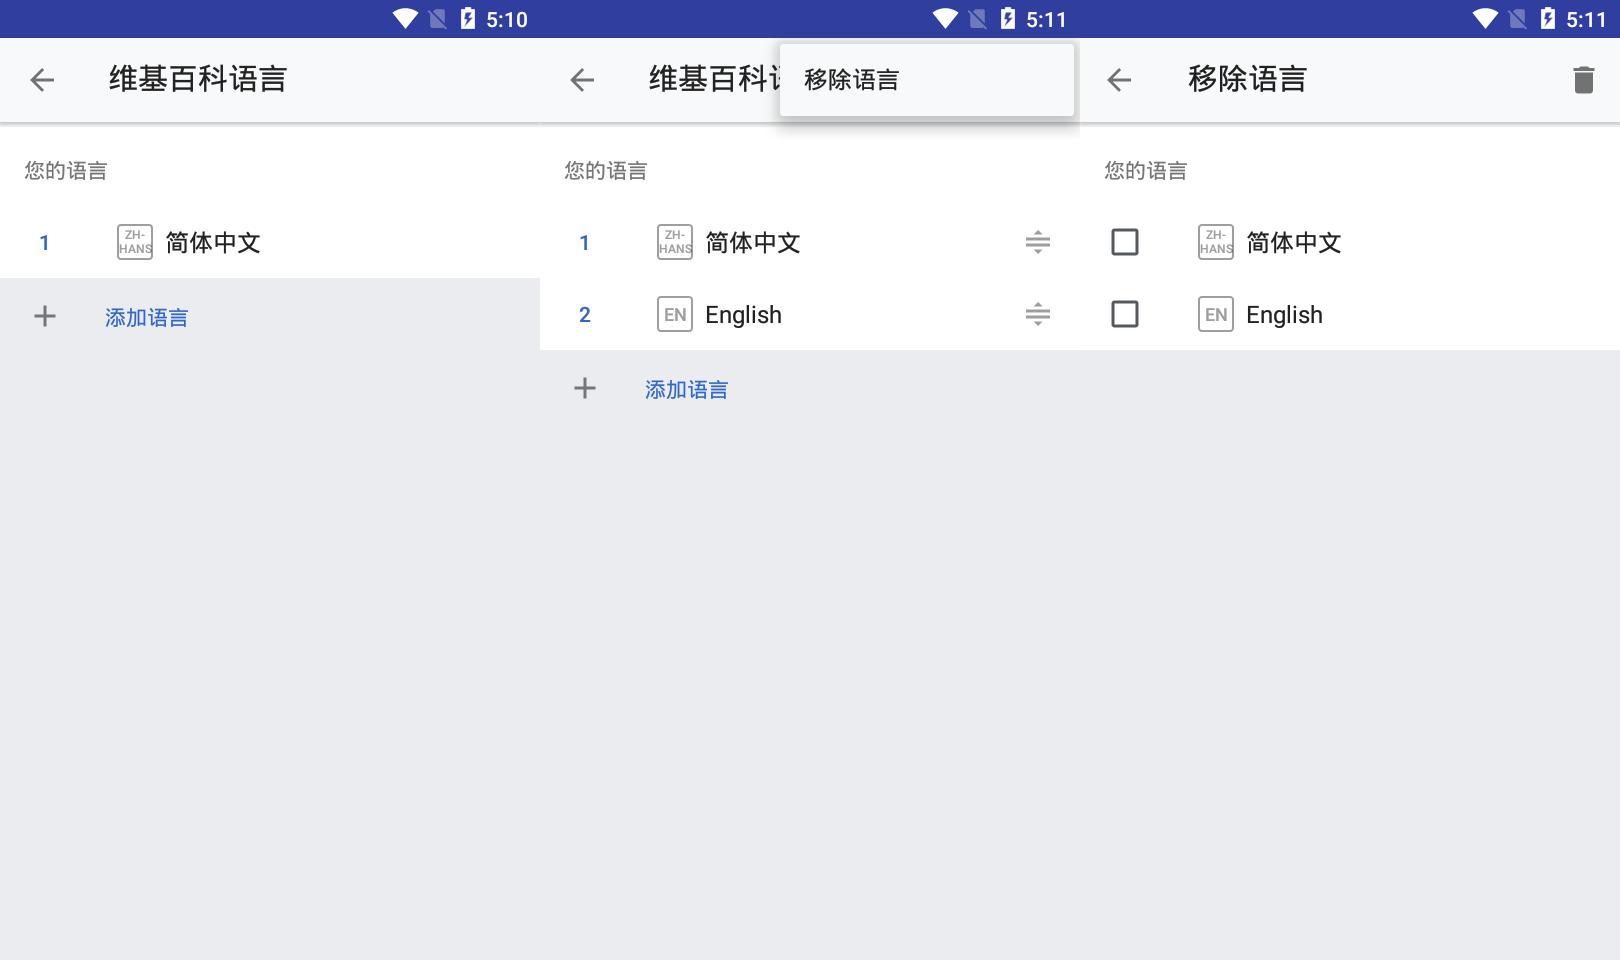 5:10
维基百科语言
您的语言
1 ZH-HANS 简体中文
添加语言
5:11
维基百科
移除语言
您的语言
1 ZH-HANS 简体中文
2 EN English
添加语言
5:11
移除语言
您的语言
ZH-HANS 简体中文
EN English